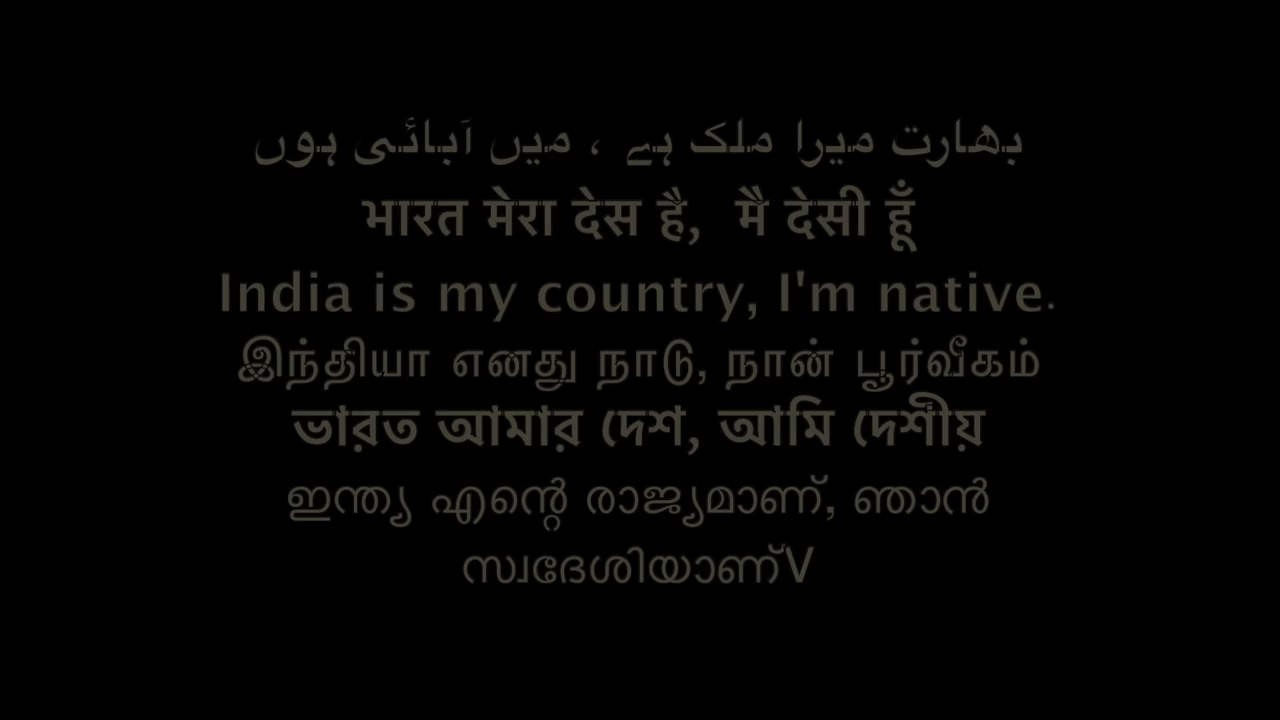 بھارت میرا ملک ہے ، میں اَبائی ہوں
भारत मेरा देस है, मै देसी हूँ
India is my country, I'm native.
இந்தியா எனது நாடு, நான் பூர்வீகம்
ভারত আমার দেশ, আমি দেশীয়
ഇന്ത്യ എന്റെ രാജ്യമാണ്, ഞാൻ
സ്വദേശിയാണ്V